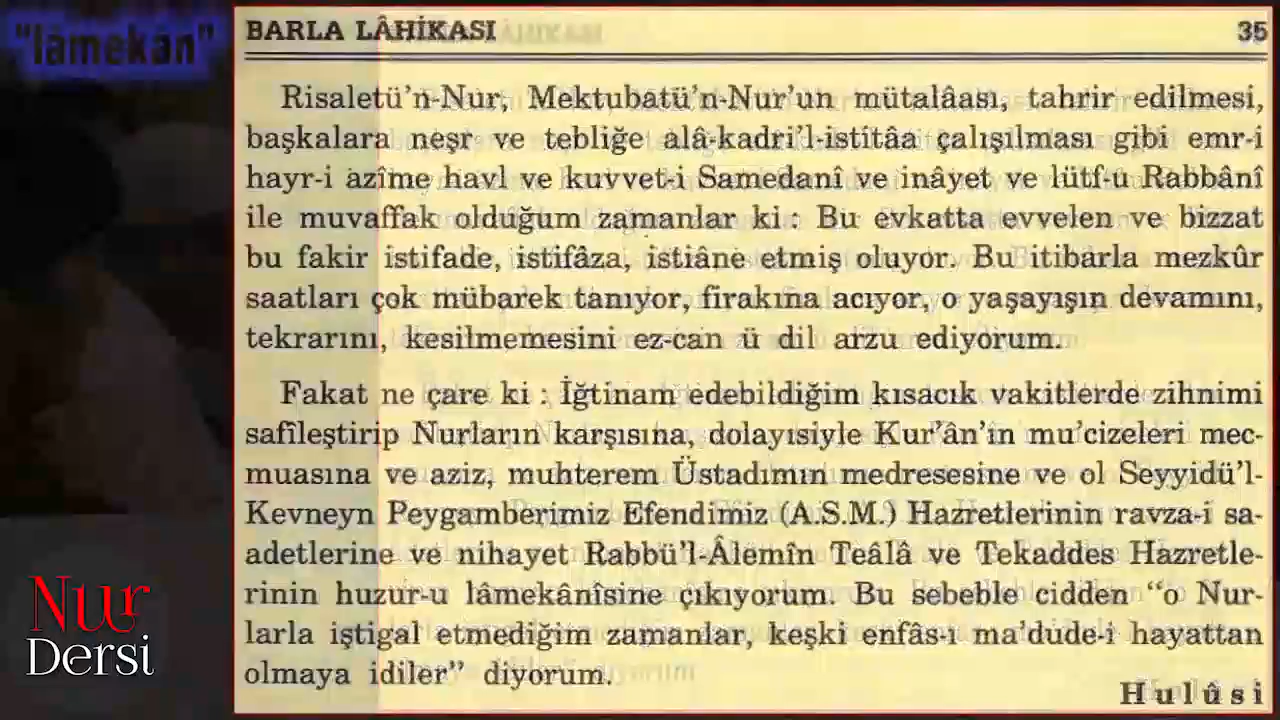 "lâmekân"
BARLA LÂHİKASI 35
Risaletü'n-Nur, Mektubatü'n-Nur'un mütalâası, tahrir edilmesi,
başkalara neşr ve tebliğe alâ-kadri'l-istîtâa çalışılması gibi emr-i
hayr-i azîme havl ve kuvvet-i Samedanî ve inâyet ve lütf-u Rabbânî
ile muvaffak olduğum zamanlar ki : Bu evkatta evvelen ve bizzat
bu fakir istifade, istifâza, istiâne etmiş oluyor. Bu itibarla mezkûr
saatları çok mübarek tanıyor, firakına acıyor, o yaşayışın devamını,
tekrarını, kesilmemesini ez-can ü dil arzu ediyorum.
Fakat ne çare ki : İğtinam edebildiğim kısacık vakitlerde zihnimi
safîleştirip Nurların karşısına, dolayısiyle Kur'ân'ın mu'cizeleri mec-
muasına ve aziz, muhterem Üstadımın medresesine ve ol Seyyidü'l-
Kevneyn Peygamberimiz Efendimiz (A.S.M.) Hazretlerinin ravza-i sa-
adetlerine ve nihayet Rabbü'l-Âlemîn Teâlâ ve Tekaddes Hazretle-
rinin huzur-u lâmekânîsine çıkıyorum. Bu sebeble cidden "o Nur-
larla iştigal etmediğim zamanlar, keşki enfâs-ı ma'dude-i hayattan
olmaya idiler" diyorum.
Hulûsi
Nur
Dersi